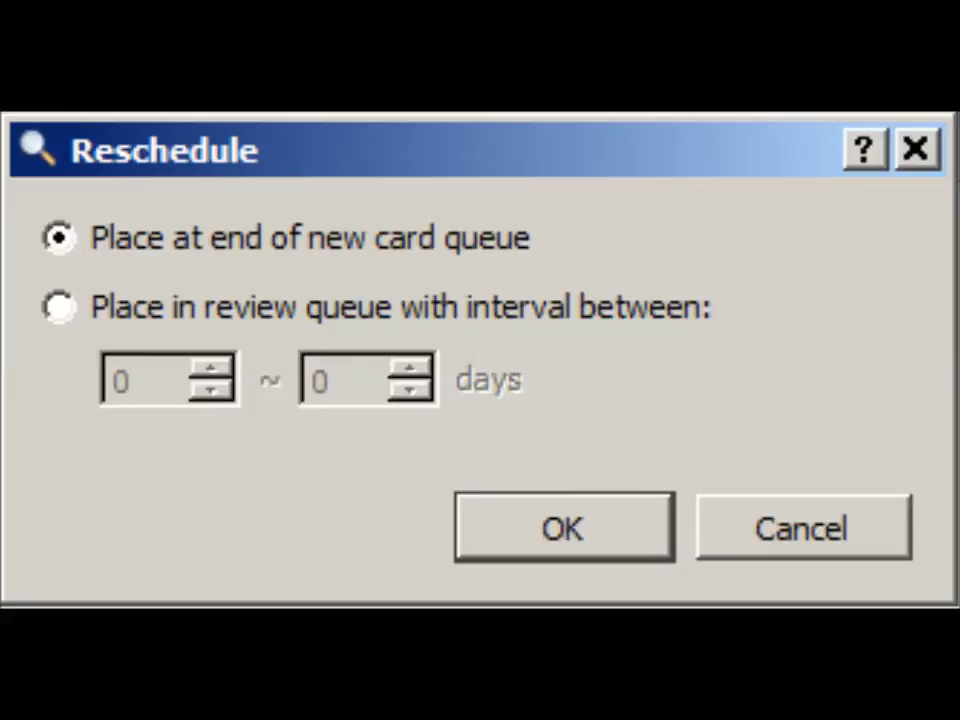 Reschedule
Place at end of new card queue
Place in review queue with interval between:
0 ~ 0 days
OK Cancel